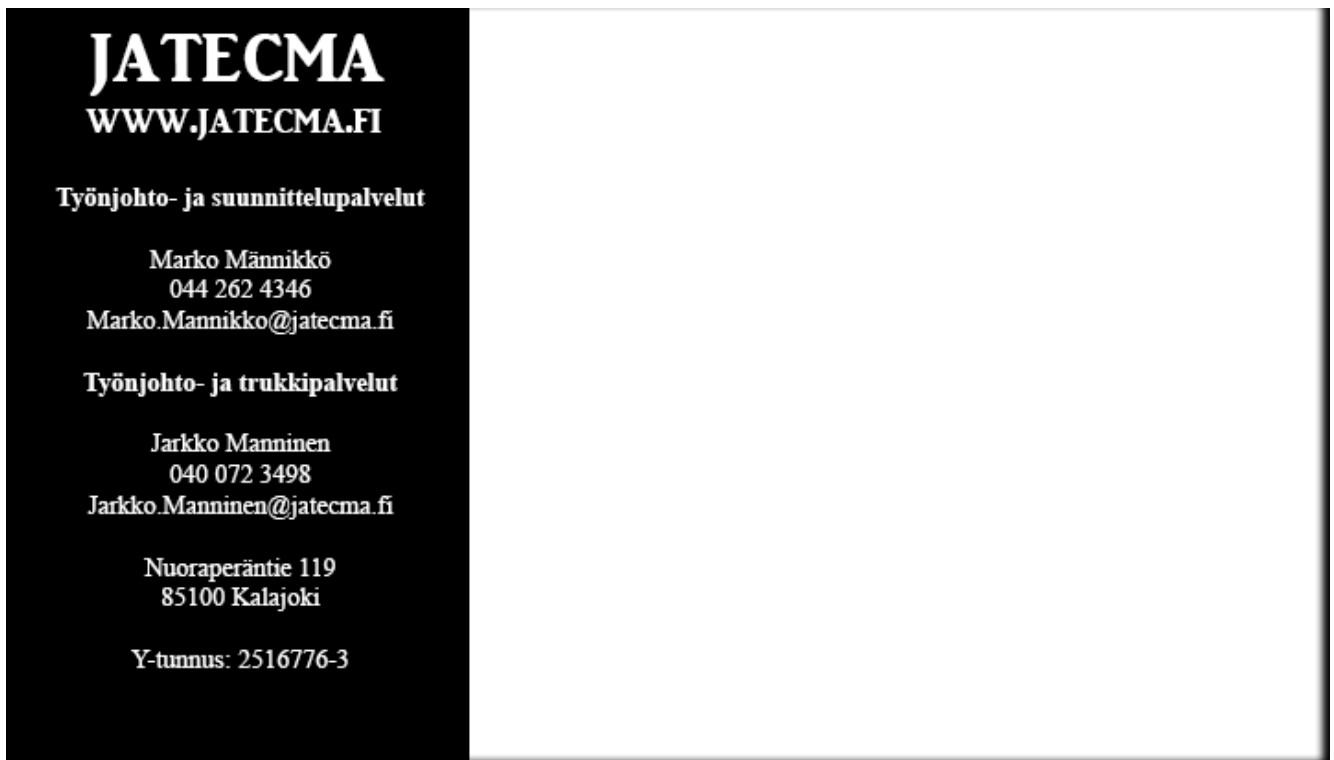 JATECMA
WWW.JATECMA.FI
Työnjohto- ja suunnittelupalvelut
Marko Männikkö
044 262 4346
Marko.Mannikko@jatecma.fi
Työnjohto- ja trukkipalvelut
Jarkko Manninen
040 072 3498
Jarkko.Manninen@jatecma.fi
Nuoraperäntie 119
85100 Kalajoki
Y-tunnus: 2516776-3